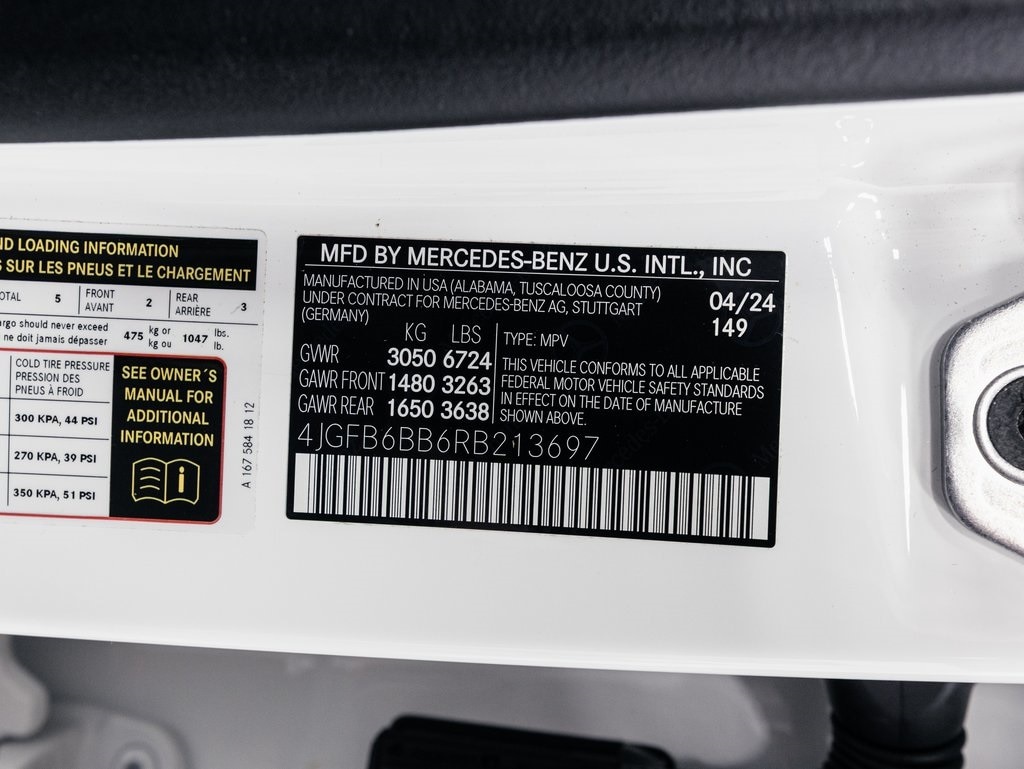 ND LOADING INFORMATION
S SUR LES PNEUS ET LE CHARGEMENT
OTAL 5 FRONT AVANT 2 REAR ARRIÈRE 3
argo should never exceed
ne doit jamais dépasser 475 kg or kg ou 1047 lbs. lb.
COLD TIRE PRESSURE
PRESSION DES
PNEUS À FROID
300 KPA, 44 PSI
270 KPA, 39 PSI
350 KPA, 51 PSI
SEE OWNER´S
MANUAL FOR
ADDITIONAL
INFORMATION
A 167 584 18 12
MFD BY MERCEDES-BENZ U.S. INTL., INC
MANUFACTURED IN USA (ALABAMA, TUSCALOOSA COUNTY)
UNDER CONTRACT FOR MERCEDES-BENZ AG, STUTTGART
(GERMANY)
04/24
149
KG LBS
GVWR 3050 6724
GAWR FRONT 1480 3263
GAWR REAR 1650 3638
TYPE: MPV
THIS VEHICLE CONFORMS TO ALL APPLICABLE
FEDERAL MOTOR VEHICLE SAFETY STANDARDS
IN EFFECT ON THE DATE OF MANUFACTURE
SHOWN ABOVE.
4JGFB6BB6RB213697